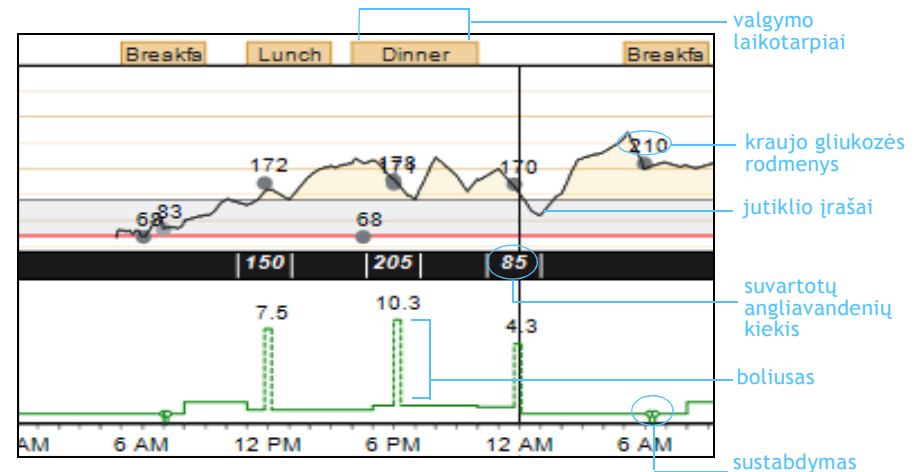 valgymo
laikotarpiai
Breakfa Lunch Dinner Breakfa
172 170 210
kraujo gliukozės
rodmenys
83 68
jutiklio įrašai
150 205 85
suvartotų
angliavandenių
kiekis
7.5 10.3 4.3
boliusas
AM 6 AM 12 PM 6 PM 12 AM 6 AM
sustabdymas